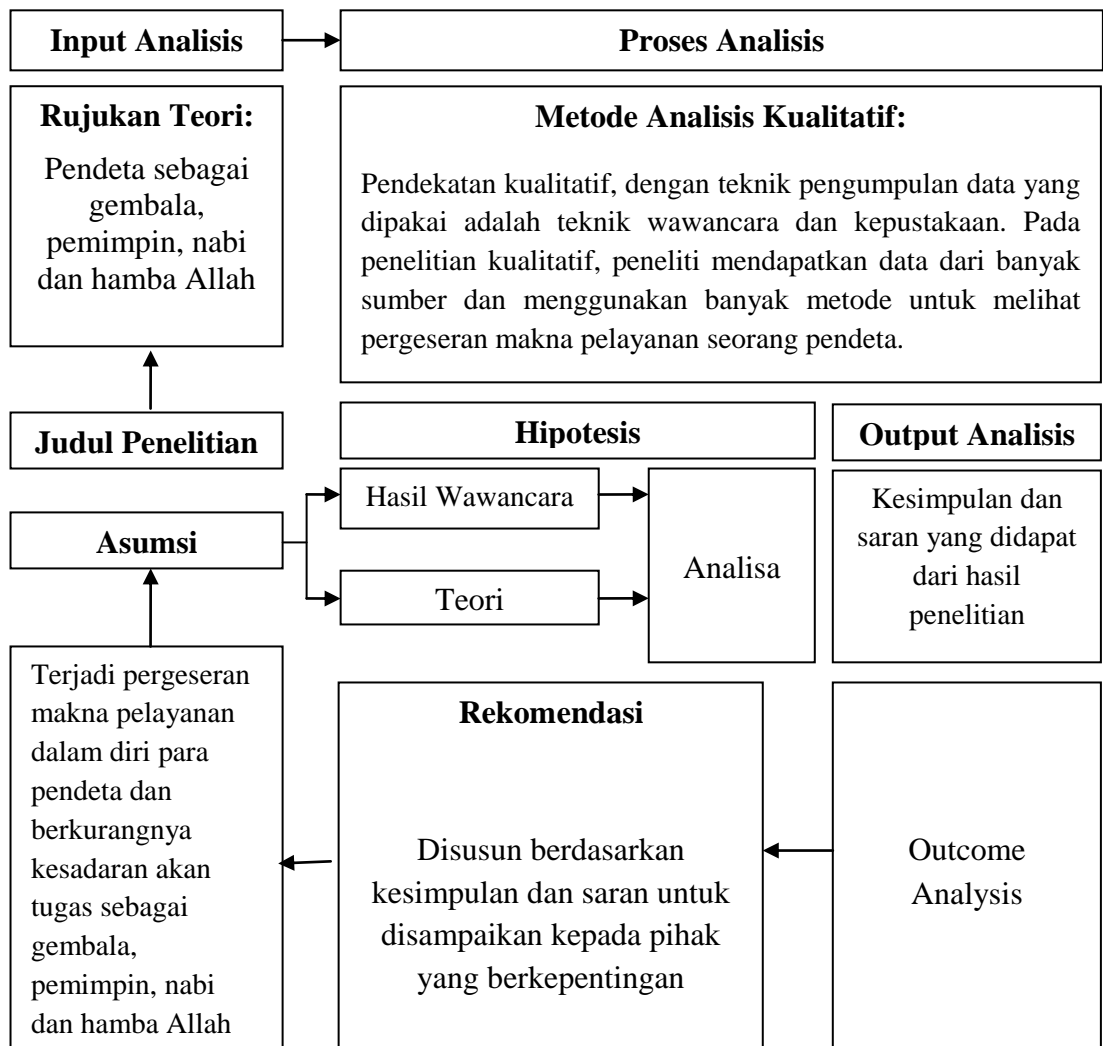 Input Analisis
Proses Analisis
Rujukan Teori:
Pendeta sebagai
gembala,
pemimpin, nabi
dan hamba Allah
Metode Analisis Kualitatif:
Pendekatan kualitatif, dengan teknik pengumpulan data yang
dipakai adalah teknik wawancara dan kepustakaan. Pada
penelitian kualitatif, peneliti mendapatkan data dari banyak
sumber dan menggunakan banyak metode untuk melihat
pergeseran makna pelayanan seorang pendeta.
Judul Penelitian
Hipotesis
Output Analisis
Asumsi
Hasil Wawancara
Teori
Analisa
Kesimpulan dan
saran yang didapat
dari hasil
penelitian
Terjadi pergeseran
makna pelayanan
dalam diri para
pendeta dan
berkurangnya
kesadaran akan
tugas sebagai
gembala,
pemimpin, nabi
dan hamba Allah
Rekomendasi
Disusun berdasarkan
kesimpulan dan saran untuk
disampaikan kepada pihak
yang berkepentingan
Outcome
Analysis